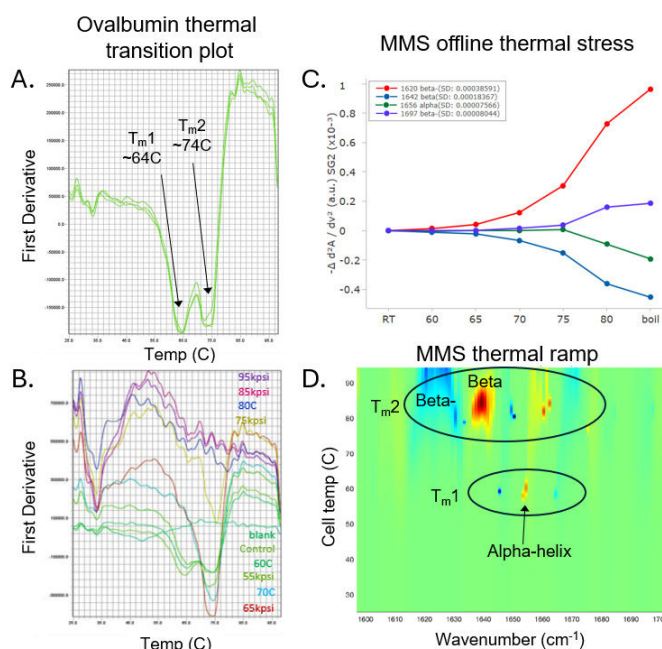 Ovalbumin thermal
transition plot
MMS offline thermal stress
A.
First Derivative
Tm1
~64C
Tm2
~74C
Temp (C)
C.
-Δ d²A / dν² (a.u.) SG2 (x10-³)
1620 beta-(SD: 0.00038591)
1642 beta(SD: 0.00018367)
1656 alpha(SD: 0.00007566)
1697 beta-(SD: 0.00008044)
1
0.8
0.6
0.4
0.2
0
-0.2
-0.4
RT 60 65 70 75 80 boil
B.
First Derivative
95kpsi
85kpsi
80C
75kpsi
blank
Control
60C
55kpsi
70C
65kpsi
Temp (C)
MMS thermal ramp
D.
Cell temp (C)
90
80
70
60
50
40
30
Tm2
Beta-
Beta
Tm1
Alpha-helix
1600 1610 1620 1630 1640 1650 1660 1670 1680 1690
Wavenumber (cm-1)